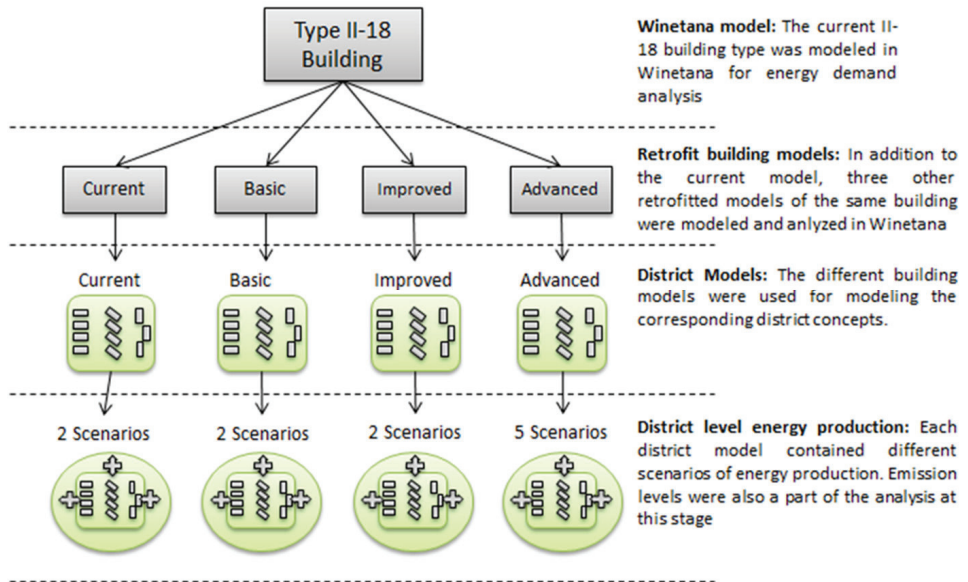 Type II-18
Building
Winetana model: The current II-
18 building type was modeled in
Winetana for energy demand
analysis
Current
Basic
Improved
Advanced
Retrofit building models: In addition to
the current model, three other
retrofitted models of the same building
were modeled and anlyzed in Winetana
Current
Basic
Improved
Advanced
District Models: The different building
models were used for modeling the
corresponding district concepts.
2 Scenarios
2 Scenarios
2 Scenarios
5 Scenarios
District level energy production: Each
district model contained different
scenarios of energy production. Emission
levels were also a part of the analysis at
this stage